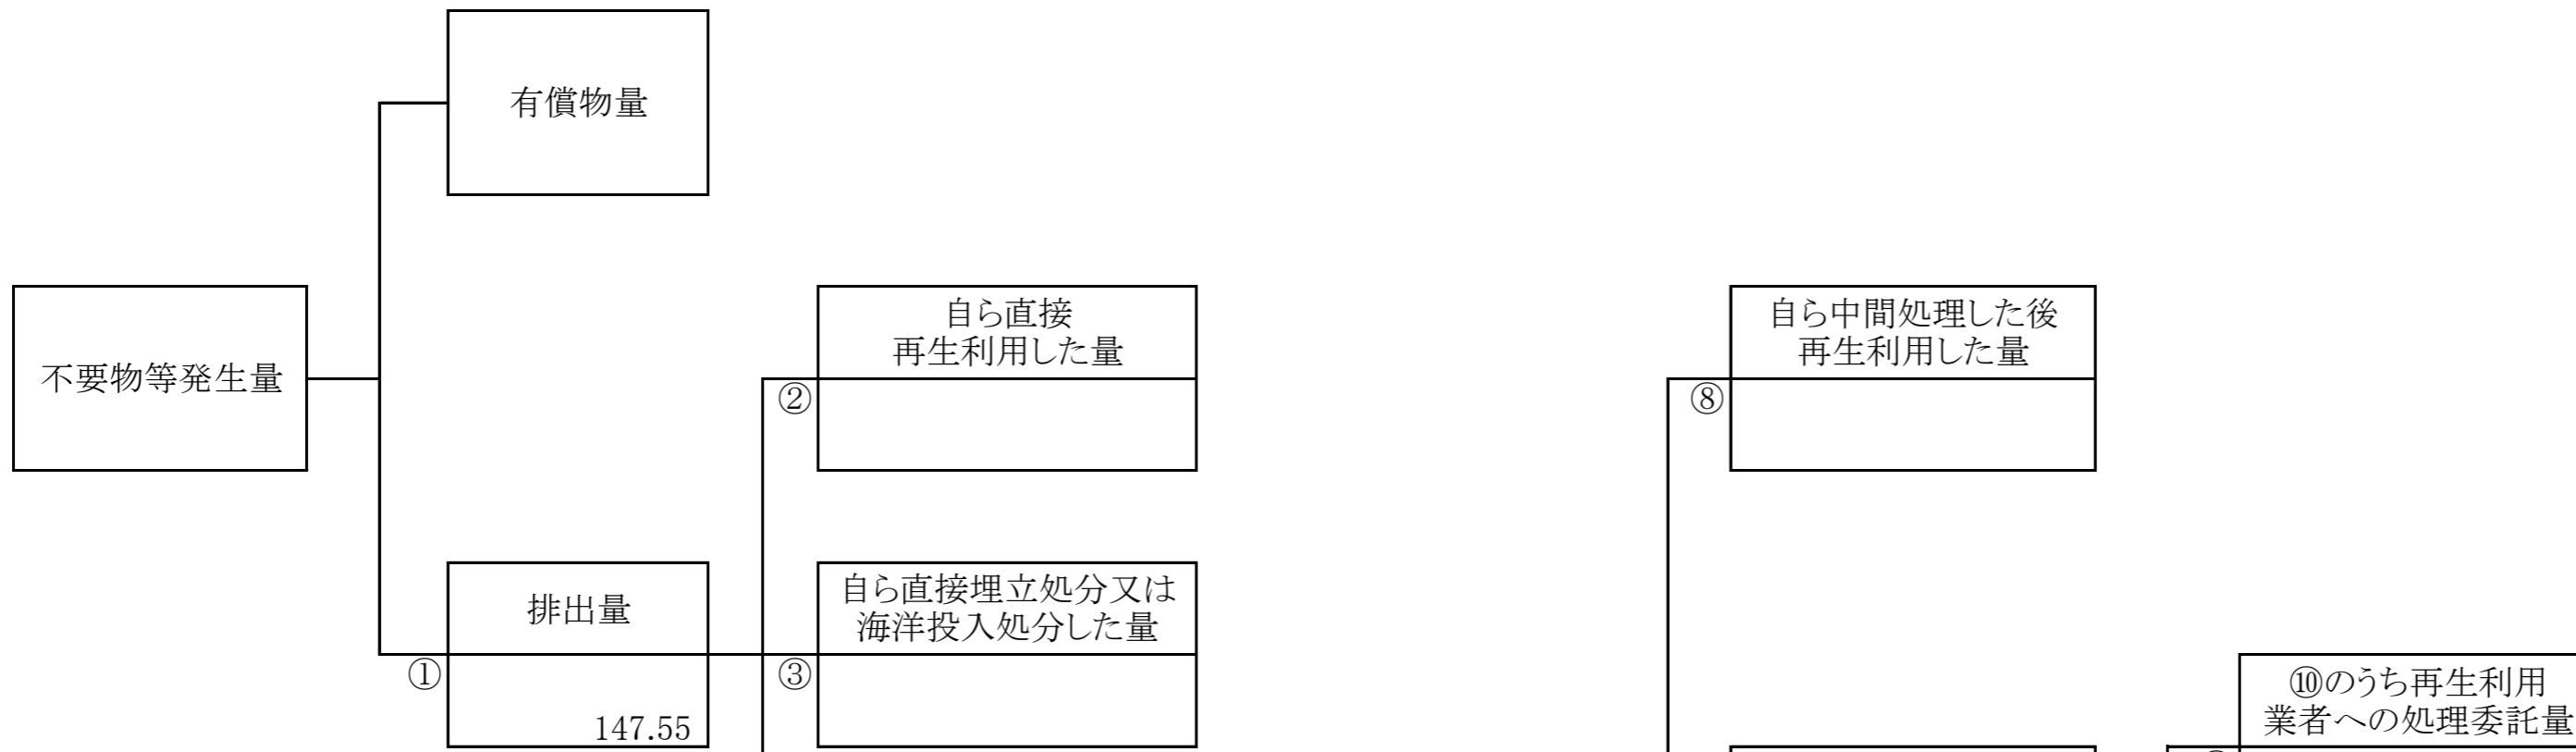 有償物量
不要物等発生量
自ら直接
再生利用した量
②
自ら中間処理した後
再生利用した量
⑧
排出量
①
147.55
自ら直接埋立処分又は
海洋投入処分した量
③
⑩のうち再生利用
業者への処理委託量